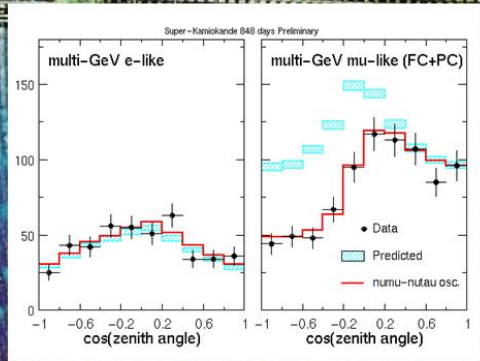 Super-Kamiokande 848 days Preliminary
multi-GeV e-like
multi-GeV mu-like (FC+PC)
150
100
50
0
Data
Predicted
numu-nutau osc.
-1 -0.6 -0.2 0.2 0.6 1
-1 -0.6 -0.2 0.2 0.6 1
cos(zenith angle)
cos(zenith angle)